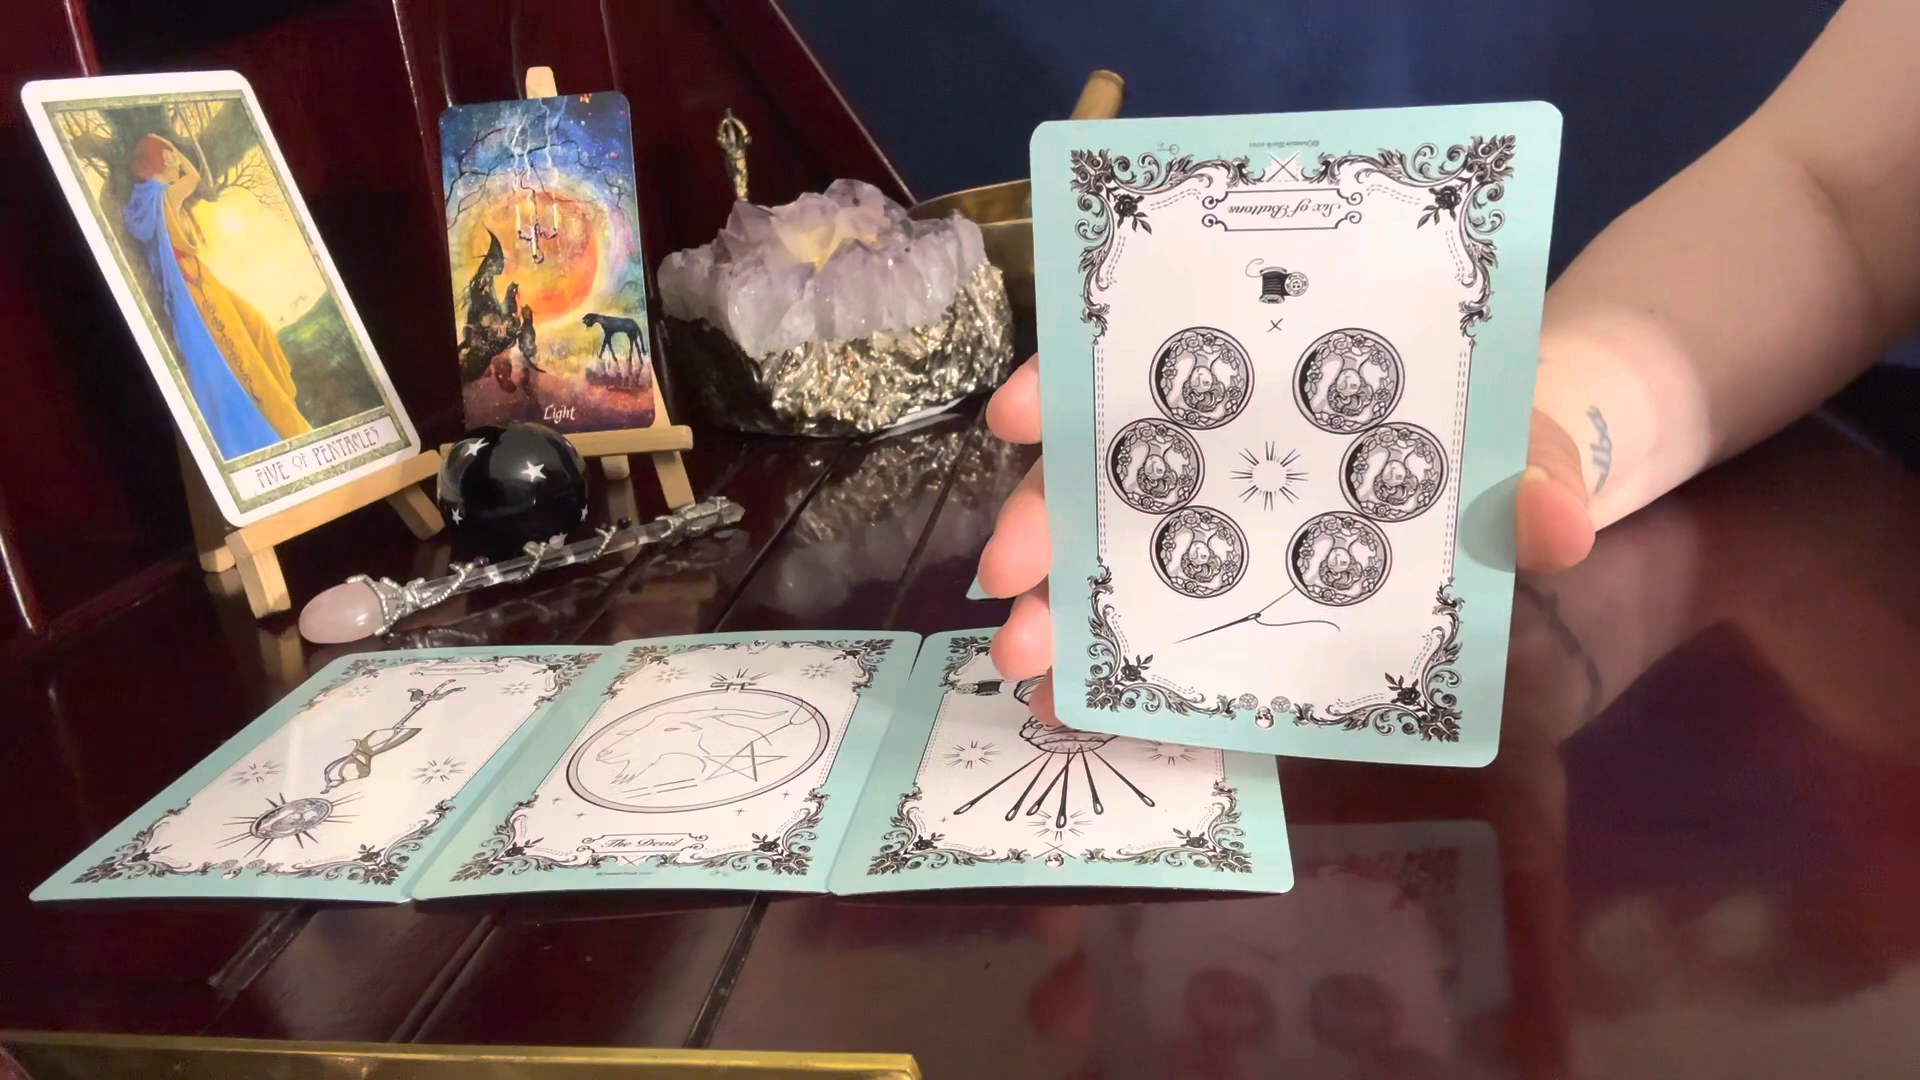 FIVE OF PENTACLES
Light
Six of Buttons
The Devil